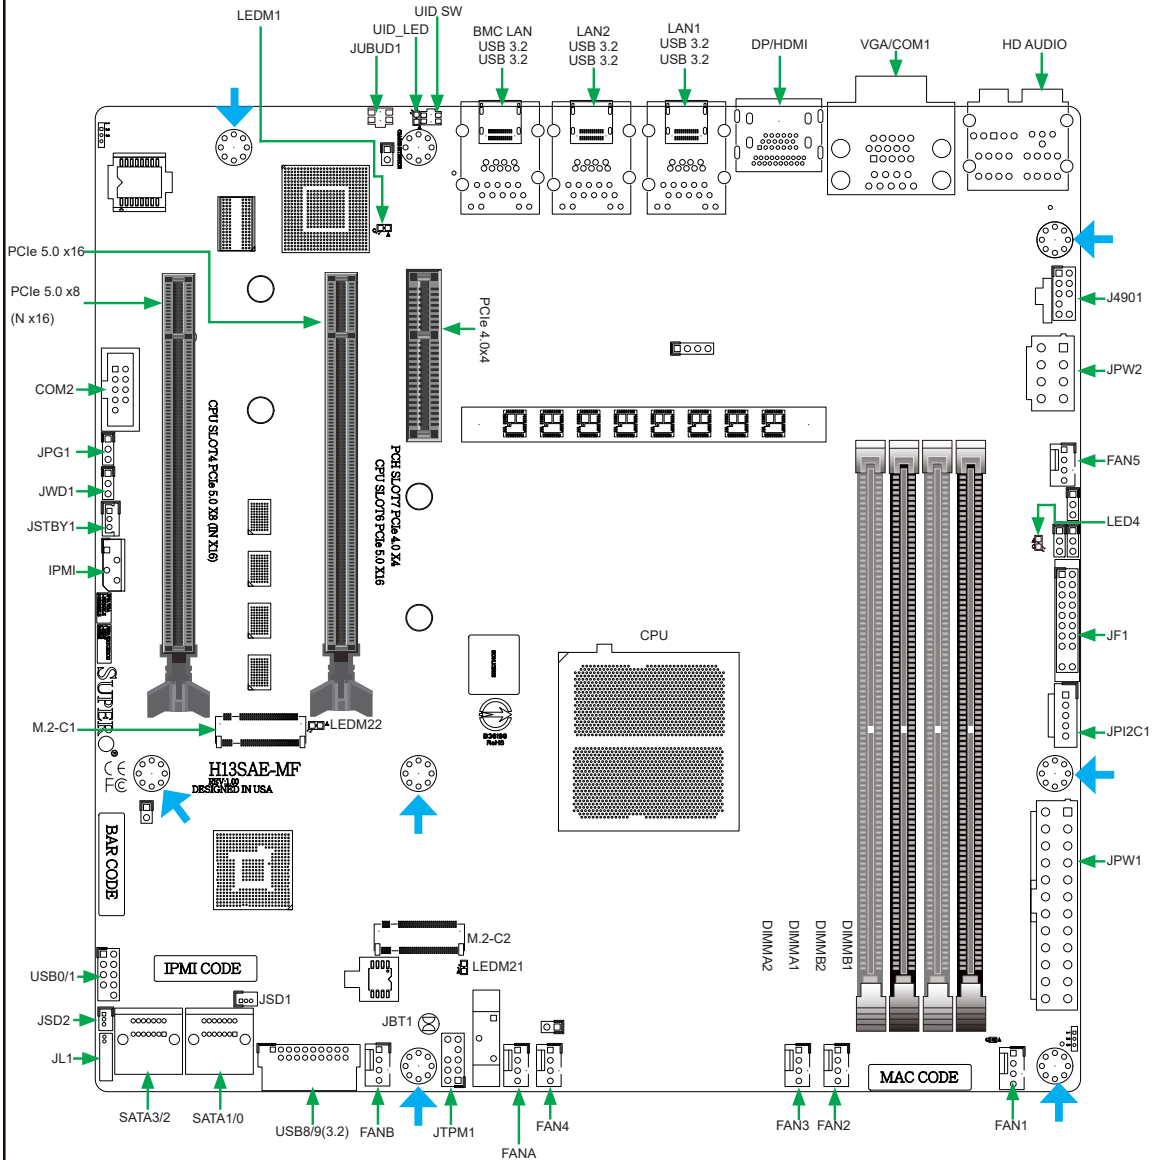 LEDM1
UID SW
UID_LED
JUBUD1
BMC LAN
USB 3.2
USB 3.2
LAN2
USB 3.2
USB 3.2
LAN1
USB 3.2
USB 3.2
DP/HDMI
VGA/COM1
HD AUDIO
PCIe 5.0 x16
PCIe 5.0 x8
(N x16)
PCIe 4.0x4
J4901
JPW2
COM2
JPG1
JWD1
JSTBY1
IPMI
FAN5
LED4
JF1
JPI2C1
JPW1
CPU SLOT4 PCIe 5.0 X8 (IN X16)
PCH SLOT7 PCIe 4.0 X4
CPU SLOT6 PCIe 5.0 X16
CPU
SUPER
M.2-C1
LEDM22
RoHS
CE
FC
H13SAE-MF
REV:1.00
DESIGNED IN USA
BAR CODE
IPMI CODE
M.2-C2
LEDM21
DIMMA2
DIMMA1
DIMMB2
DIMMB1
USB0/1
JSD1
JSD2
JBT1
JL1
MAC CODE
SATA3/2
SATA1/0
USB8/9(3.2)
FANB
JTPM1
FANA
FAN4
FAN3
FAN2
FAN1